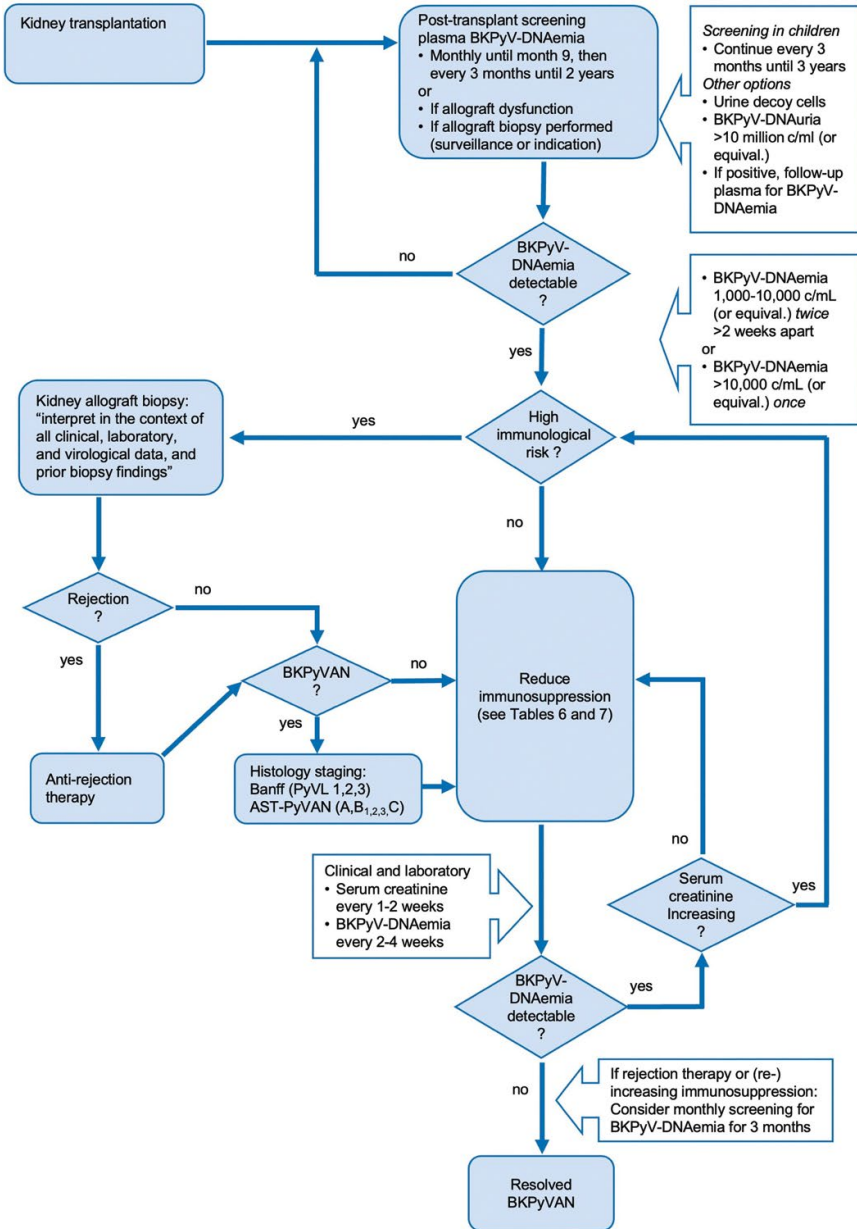 Kidney transplantation
Post-transplant screening
plasma BKPyV-DNAemia
• Monthly until month 9, then
every 3 months until 2 years
or
• If allograft dysfunction
• If allograft biopsy performed
(surveillance or indication)
Screening in children
• Continue every 3
months until 3 years
Other options
• Urine decoy cells
• BKPyV-DNAuria
>10 million c/ml (or
equival.)
• If positive, follow-up
plasma for BKPyV-
DNAemia
no
BKPyV-
DNAemia
detectable
?
• BKPyV-DNAemia
1,000-10,000 c/mL
(or equival.) twice
>2 weeks apart
or
• BKPyV-DNAemia
>10,000 c/mL (or
equival.) once
yes
Kidney allograft biopsy:
“interpret in the context of
all clinical, laboratory,
and virological data, and
prior biopsy findings”
yes
High
immunological
risk ?
no
Rejection
?
no
yes
BKPyVAN
?
no
yes
Reduce
immunosuppression
(see Tables 6 and 7)
Anti-rejection
therapy
Histology staging:
Banff (PyVL 1,2,3)
AST-PyVAN (A,B1,2,3,C)
no
Clinical and laboratory
• Serum creatinine
every 1-2 weeks
• BKPyV-DNAemia
every 2-4 weeks
Serum
creatinine
Increasing
?
yes
BKPyV-
DNAemia
detectable
?
yes
no
If rejection therapy or (re-)
increasing immunosuppression:
Consider monthly screening for
BKPyV-DNAemia for 3 months
Resolved
BKPyVAN